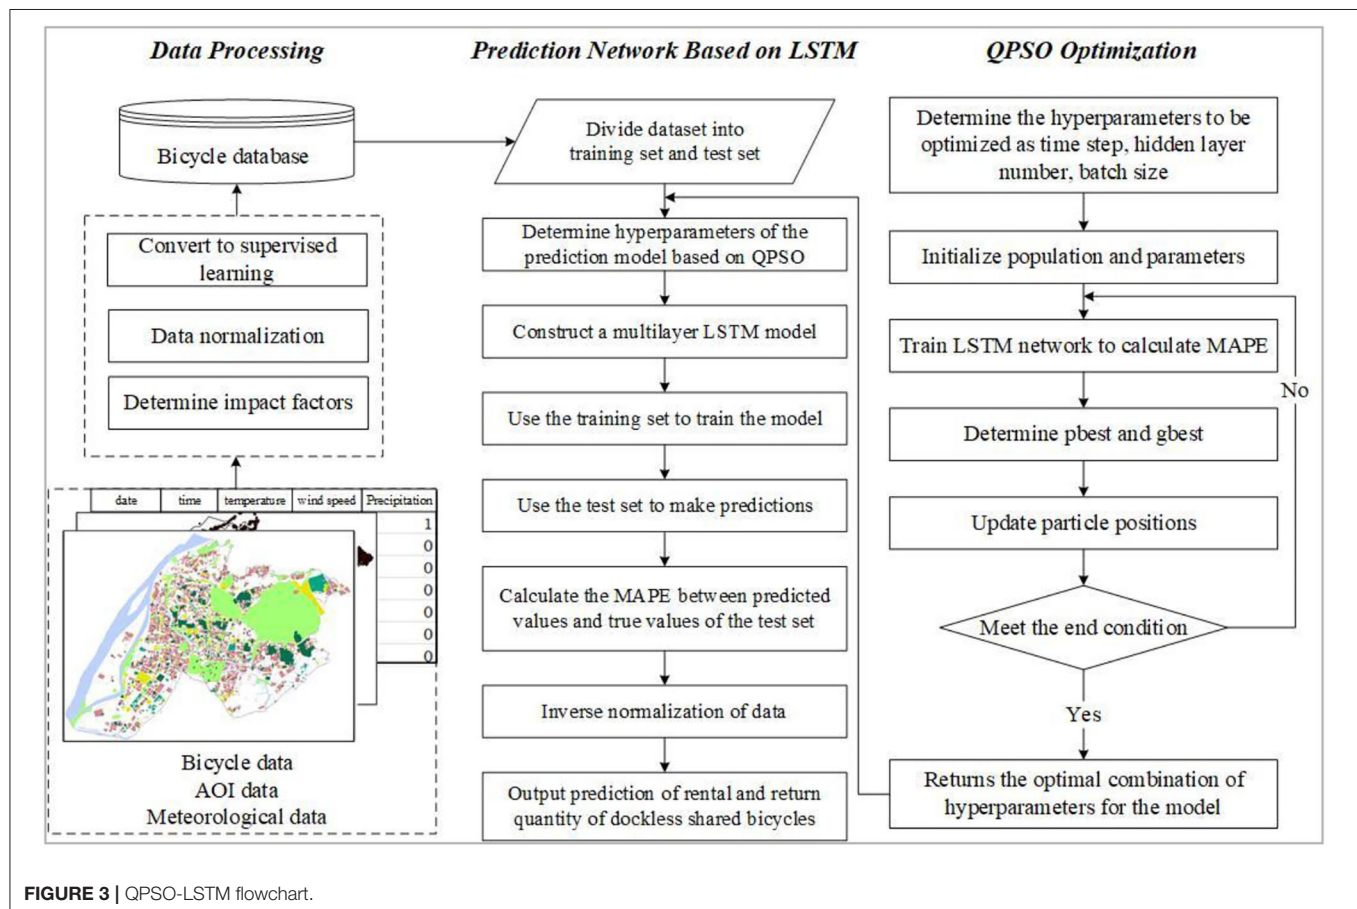 Data Processing
Prediction Network Based on LSTM
QPSO Optimization
Bicycle database
Convert to supervised
learning
Data normalization
Determine impact factors
date
time
temperature
wind speed
Precipitation
1
0
0
0
0
0
0
Bicycle data
AOI data
Meteorological data
Divide dataset into
training set and test set
Determine hyperparameters of the
prediction model based on QPSO
Construct a multilayer LSTM model
Use the training set to train the model
Use the test set to make predictions
Calculate the MAPE between predicted
values and true values of the test set
Inverse normalization of data
Output prediction of rental and return
quantity of dockless shared bicycles
Determine the hyperparameters to be
optimized as time step, hidden layer
number, batch size
Initialize population and parameters
Train LSTM network to calculate MAPE
No
Determine pbest and gbest
Update particle positions
Meet the end condition
Yes
Returns the optimal combination of
hyperparameters for the model
FIGURE 3 | QPSO-LSTM flowchart.